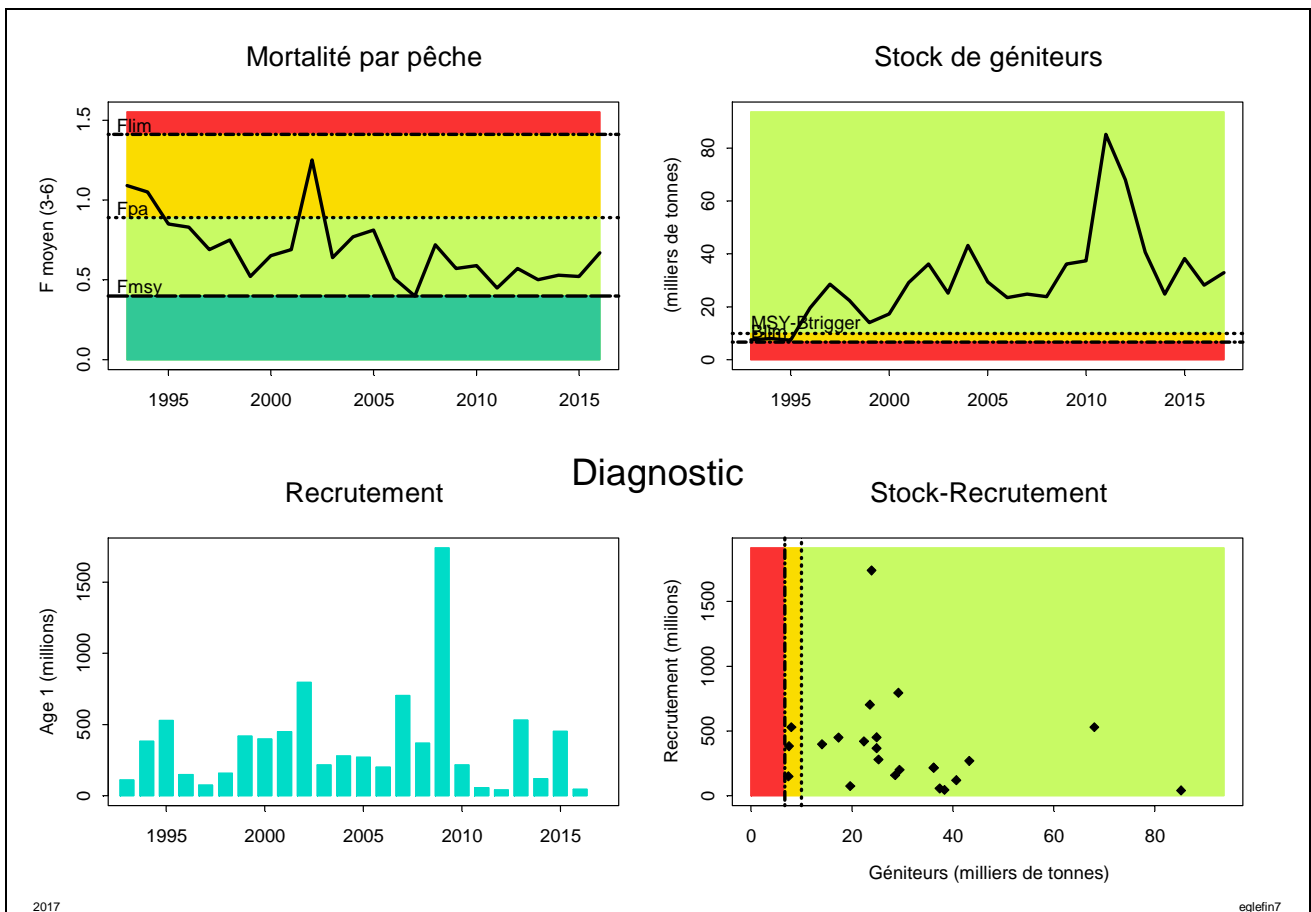 Mortalité par pêche
F moyen (3-6)
0.0 0.5 1.0 1.5
Flim
Fpa
Fmsy
1995 2000 2005 2010 2015
Stock de géniteurs
(milliers de tonnes)
0 20 40 60 80
MSY-Btrigger
Blim
1995 2000 2005 2010 2015
Diagnostic
Recrutement
Age 1 (millions)
0 500 1000 1500
1995 2000 2005 2010 2015
Stock-Recrutement
Recrutement (millions)
0 500 1000 1500
0 20 40 60 80
Géniteurs (milliers de tonnes)
2017
eglefin7